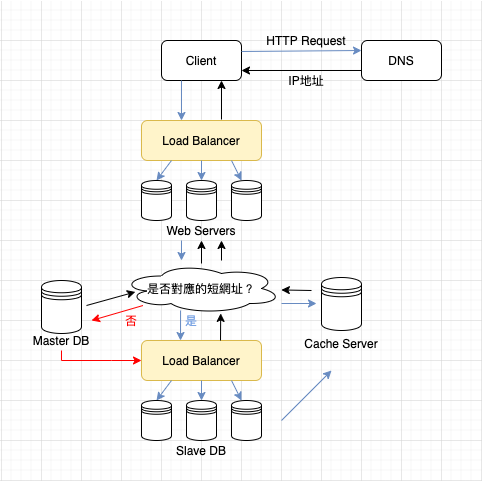 HTTP Request
Client
DNS
IP地址
Load Balancer
Web Servers
是否對應的短網址？
否
是
Master DB
Cache Server
Load Balancer
Slave DB